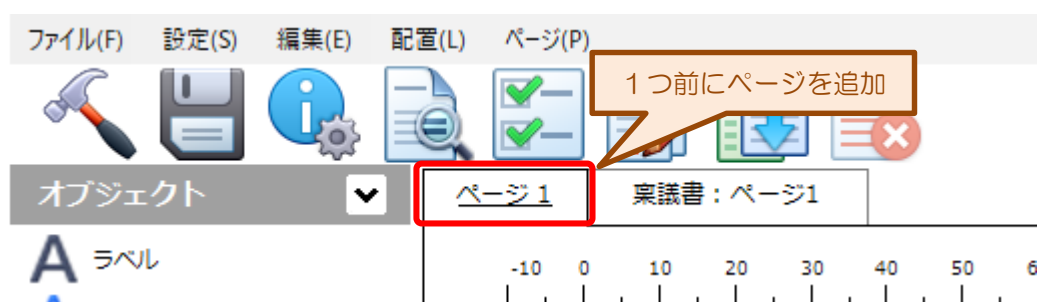 ファイル(F) 設定(S) 編集(E) 配置(L) ページ(P)
１つ前にページを追加
オブジェクト
ページ 1 稟議書：ページ1
A ラベル
-10 0 10 20 30 40 50